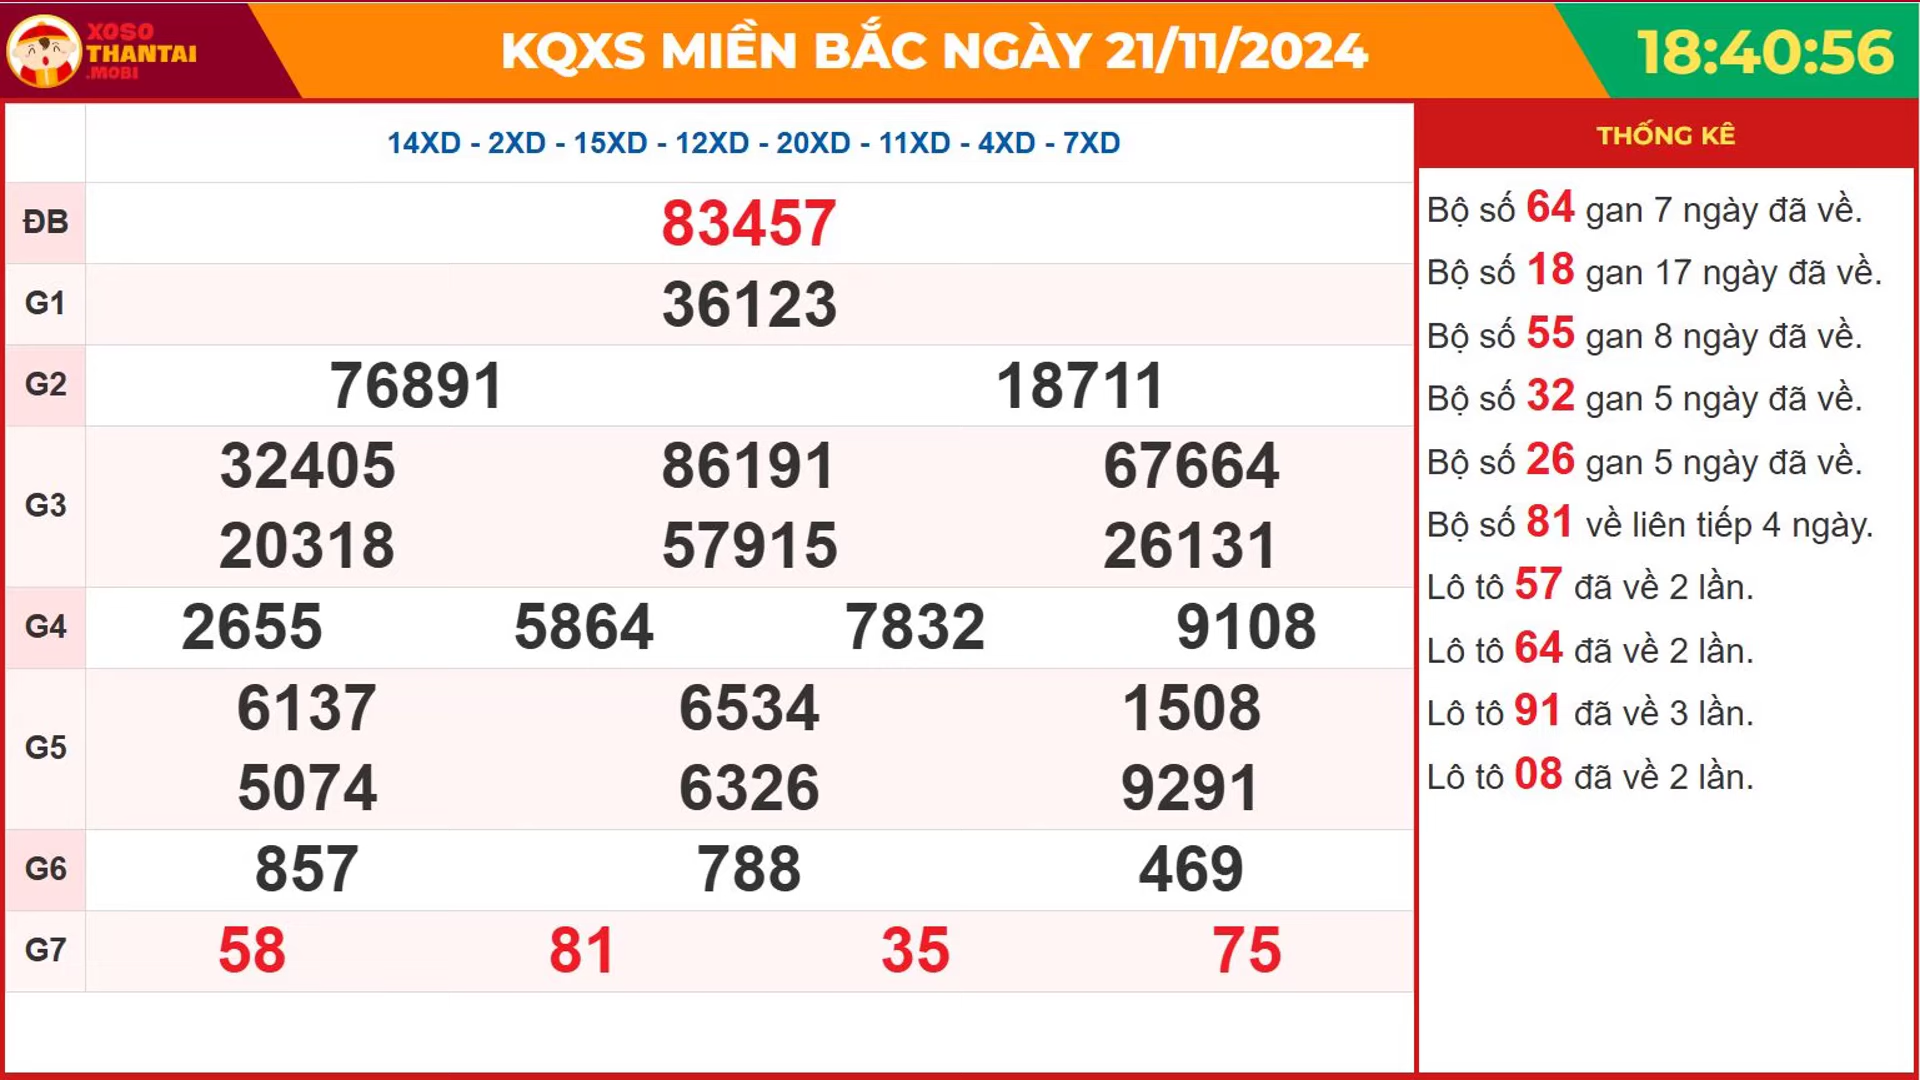 XOSO
THANTAI
.MOBI
KQXS MIỀN BẮC NGÀY 21/11/2024
18:40:56
14XD - 2XD - 15XD - 12XD - 20XD - 11XD - 4XD - 7XD
ĐB 83457
G1 36123
G2 76891 18711
G3 32405 86191 67664
20318 57915 26131
G4 2655 5864 7832 9108
G5 6137 6534 1508
5074 6326 9291
G6 857 788 469
G7 58 81 35 75
THỐNG KÊ
Bộ số 64 gan 7 ngày đã về.
Bộ số 18 gan 17 ngày đã về.
Bộ số 55 gan 8 ngày đã về.
Bộ số 32 gan 5 ngày đã về.
Bộ số 26 gan 5 ngày đã về.
Bộ số 81 về liên tiếp 4 ngày.
Lô tô 57 đã về 2 lần.
Lô tô 64 đã về 2 lần.
Lô tô 91 đã về 3 lần.
Lô tô 08 đã về 2 lần.